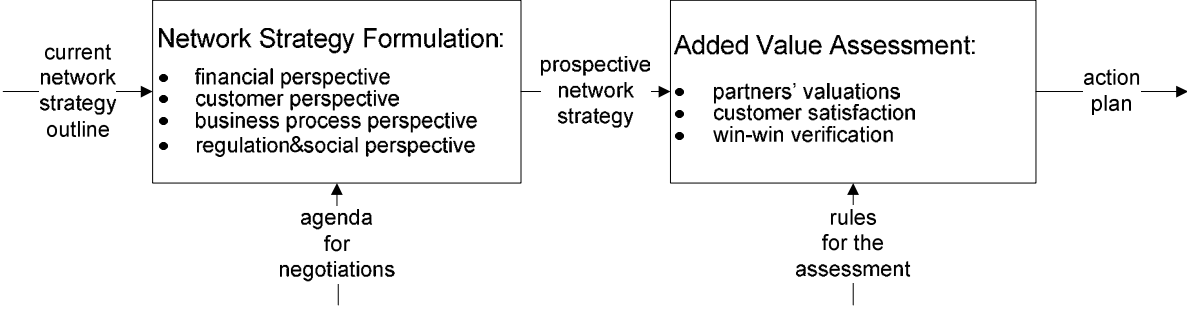 current
network
strategy
outline
Network Strategy Formulation:
• financial perspective
• customer perspective
• business process perspective
• regulation&social perspective
agenda
for
negotiations
prospective
network
strategy
Added Value Assessment:
• partners' valuations
• customer satisfaction
• win-win verification
rules
for the
assessment
action
plan